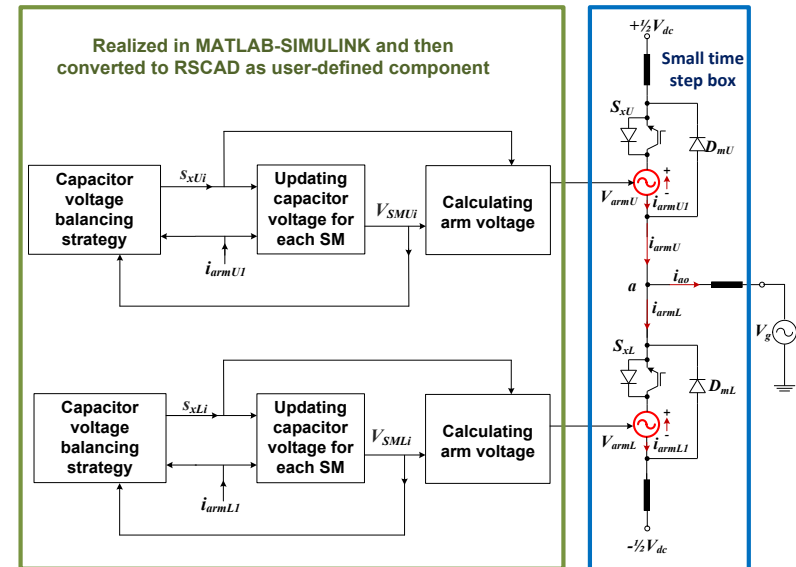 Realized in MATLAB-SIMULINK and then
converted to RSCAD as user-defined component
+½Vdc
Small time
step box
SxU
DmU
Capacitor
voltage
balancing
strategy
sxUi
Updating
capacitor
voltage for
each SM
VSMUi
Calculating
arm voltage
iarmU1
VarmU
+
-
iarmU1
iarmU
a
iao
iarmL
Vg
SxL
DmL
Capacitor
voltage
balancing
strategy
sxLi
Updating
capacitor
voltage for
each SM
VSMLi
Calculating
arm voltage
iarmL1
VarmL
+
-
iarmL1
-½Vdc